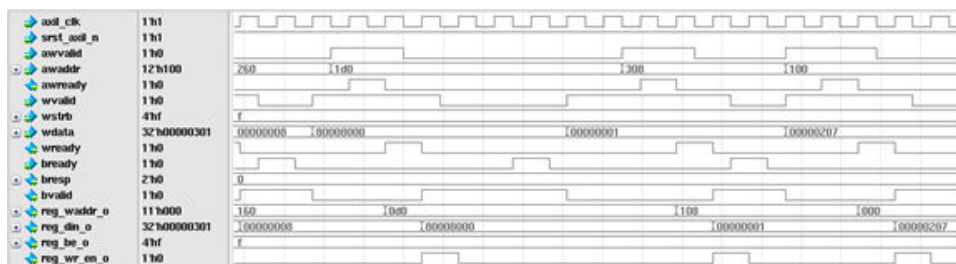 axil_clk 1'h1
srst_axil_n 1'h1
awvalid 1'h0
awaddr 12'h100 260 1d0 308 100
awready 1'h0
wvalid 1'h0
wstrb 4'hf f
wdata 32'h00000301 00000008 80008000 00000001 00000207
wready 1'h0
bready 1'h0
bresp 2'h0 0
bvalid 1'h0
reg_waddr_o 11'h000 160 0d0 108 000
reg_din_o 32'h00000301 00000008 80008000 00000001 00000207
reg_be_o 4'hf f
reg_wr_en_o 1'h0